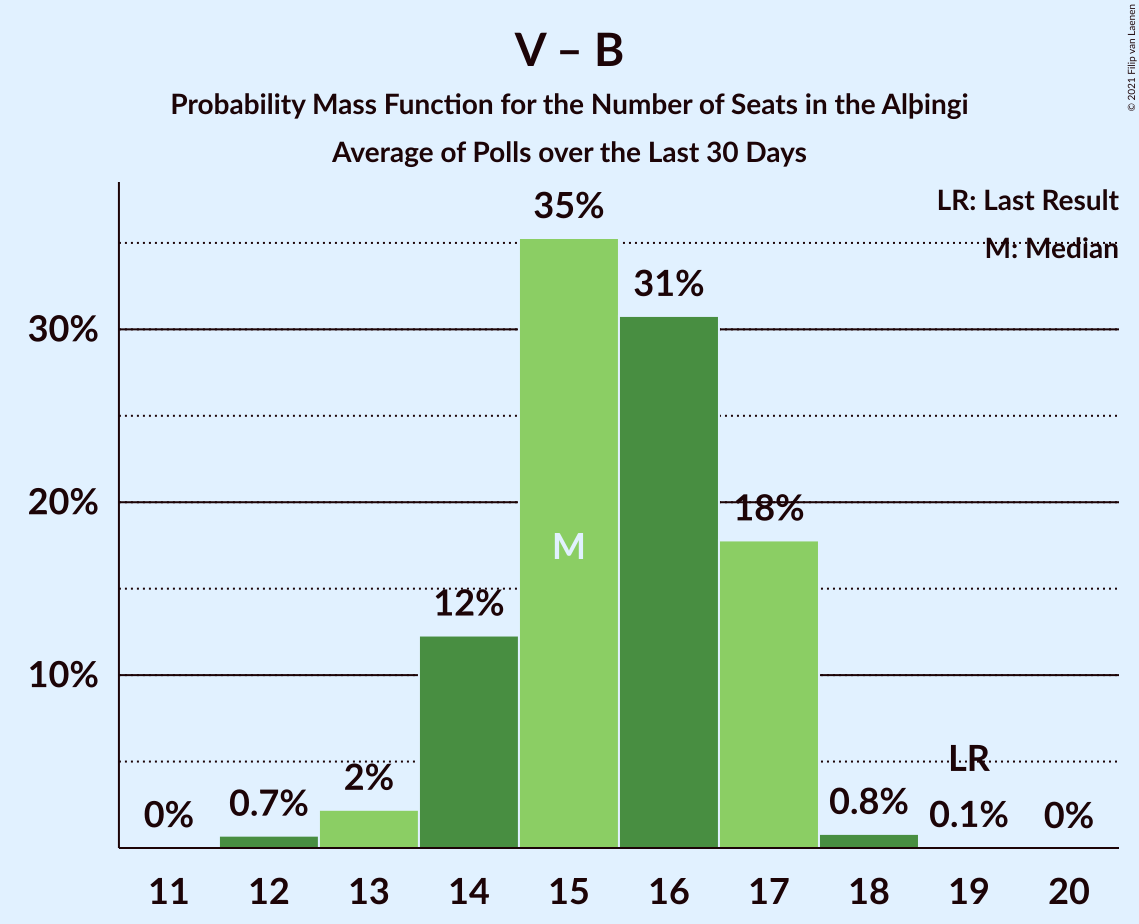 V – B
Probability Mass Function for the Number of Seats in the Alþingi
Average of Polls over the Last 30 Days
© 2021 Filip van Laenen
LR: Last Result
M: Median
35%
31%
30%
20%
18%
M
12%
10%
LR
2%
0%
0.7%
0.8%
0.1%
0%
11 12 13 14 15 16 17 18 19 20